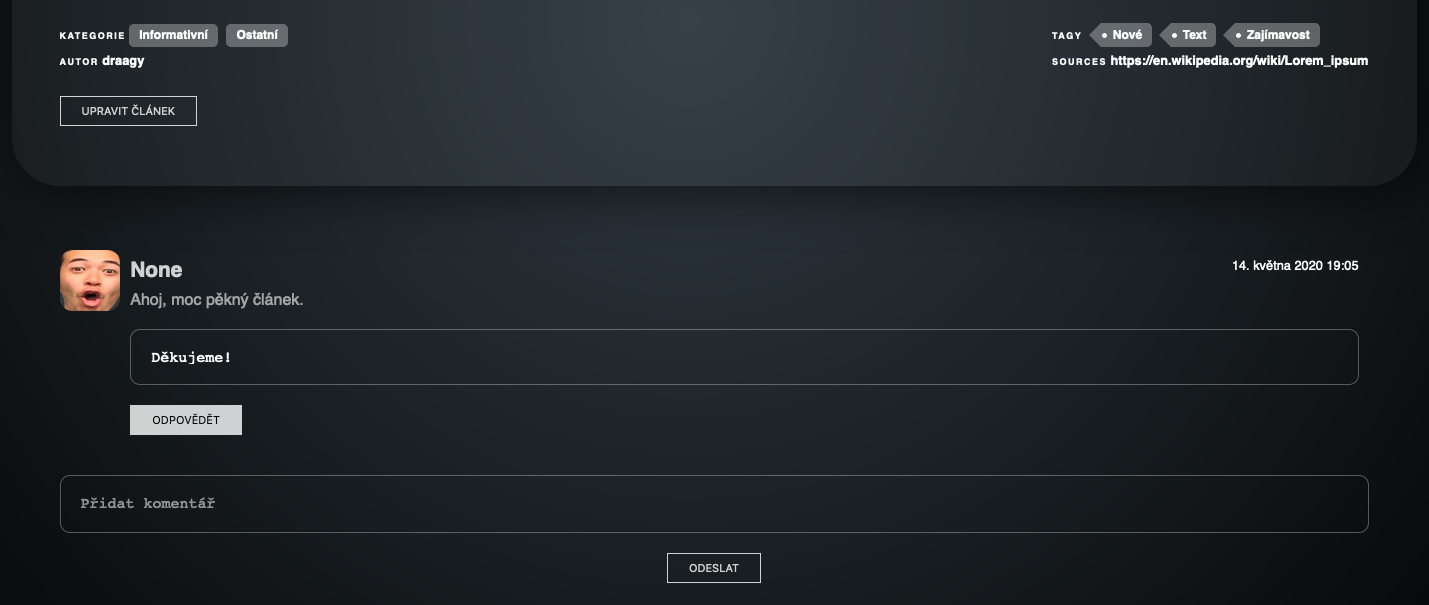 KATEGORIE Informativní Ostatní
AUTOR draagy
TAGY Nové Text Zajímavost
SOURCES https://en.wikipedia.org/wiki/Lorem_ipsum
UPRAVIT ČLÁNEK
None
14. května 2020 19:05
Ahoj, moc pěkný článek.
Děkujeme!
ODPOVĚDĚT
Přidat komentář
ODESLAT